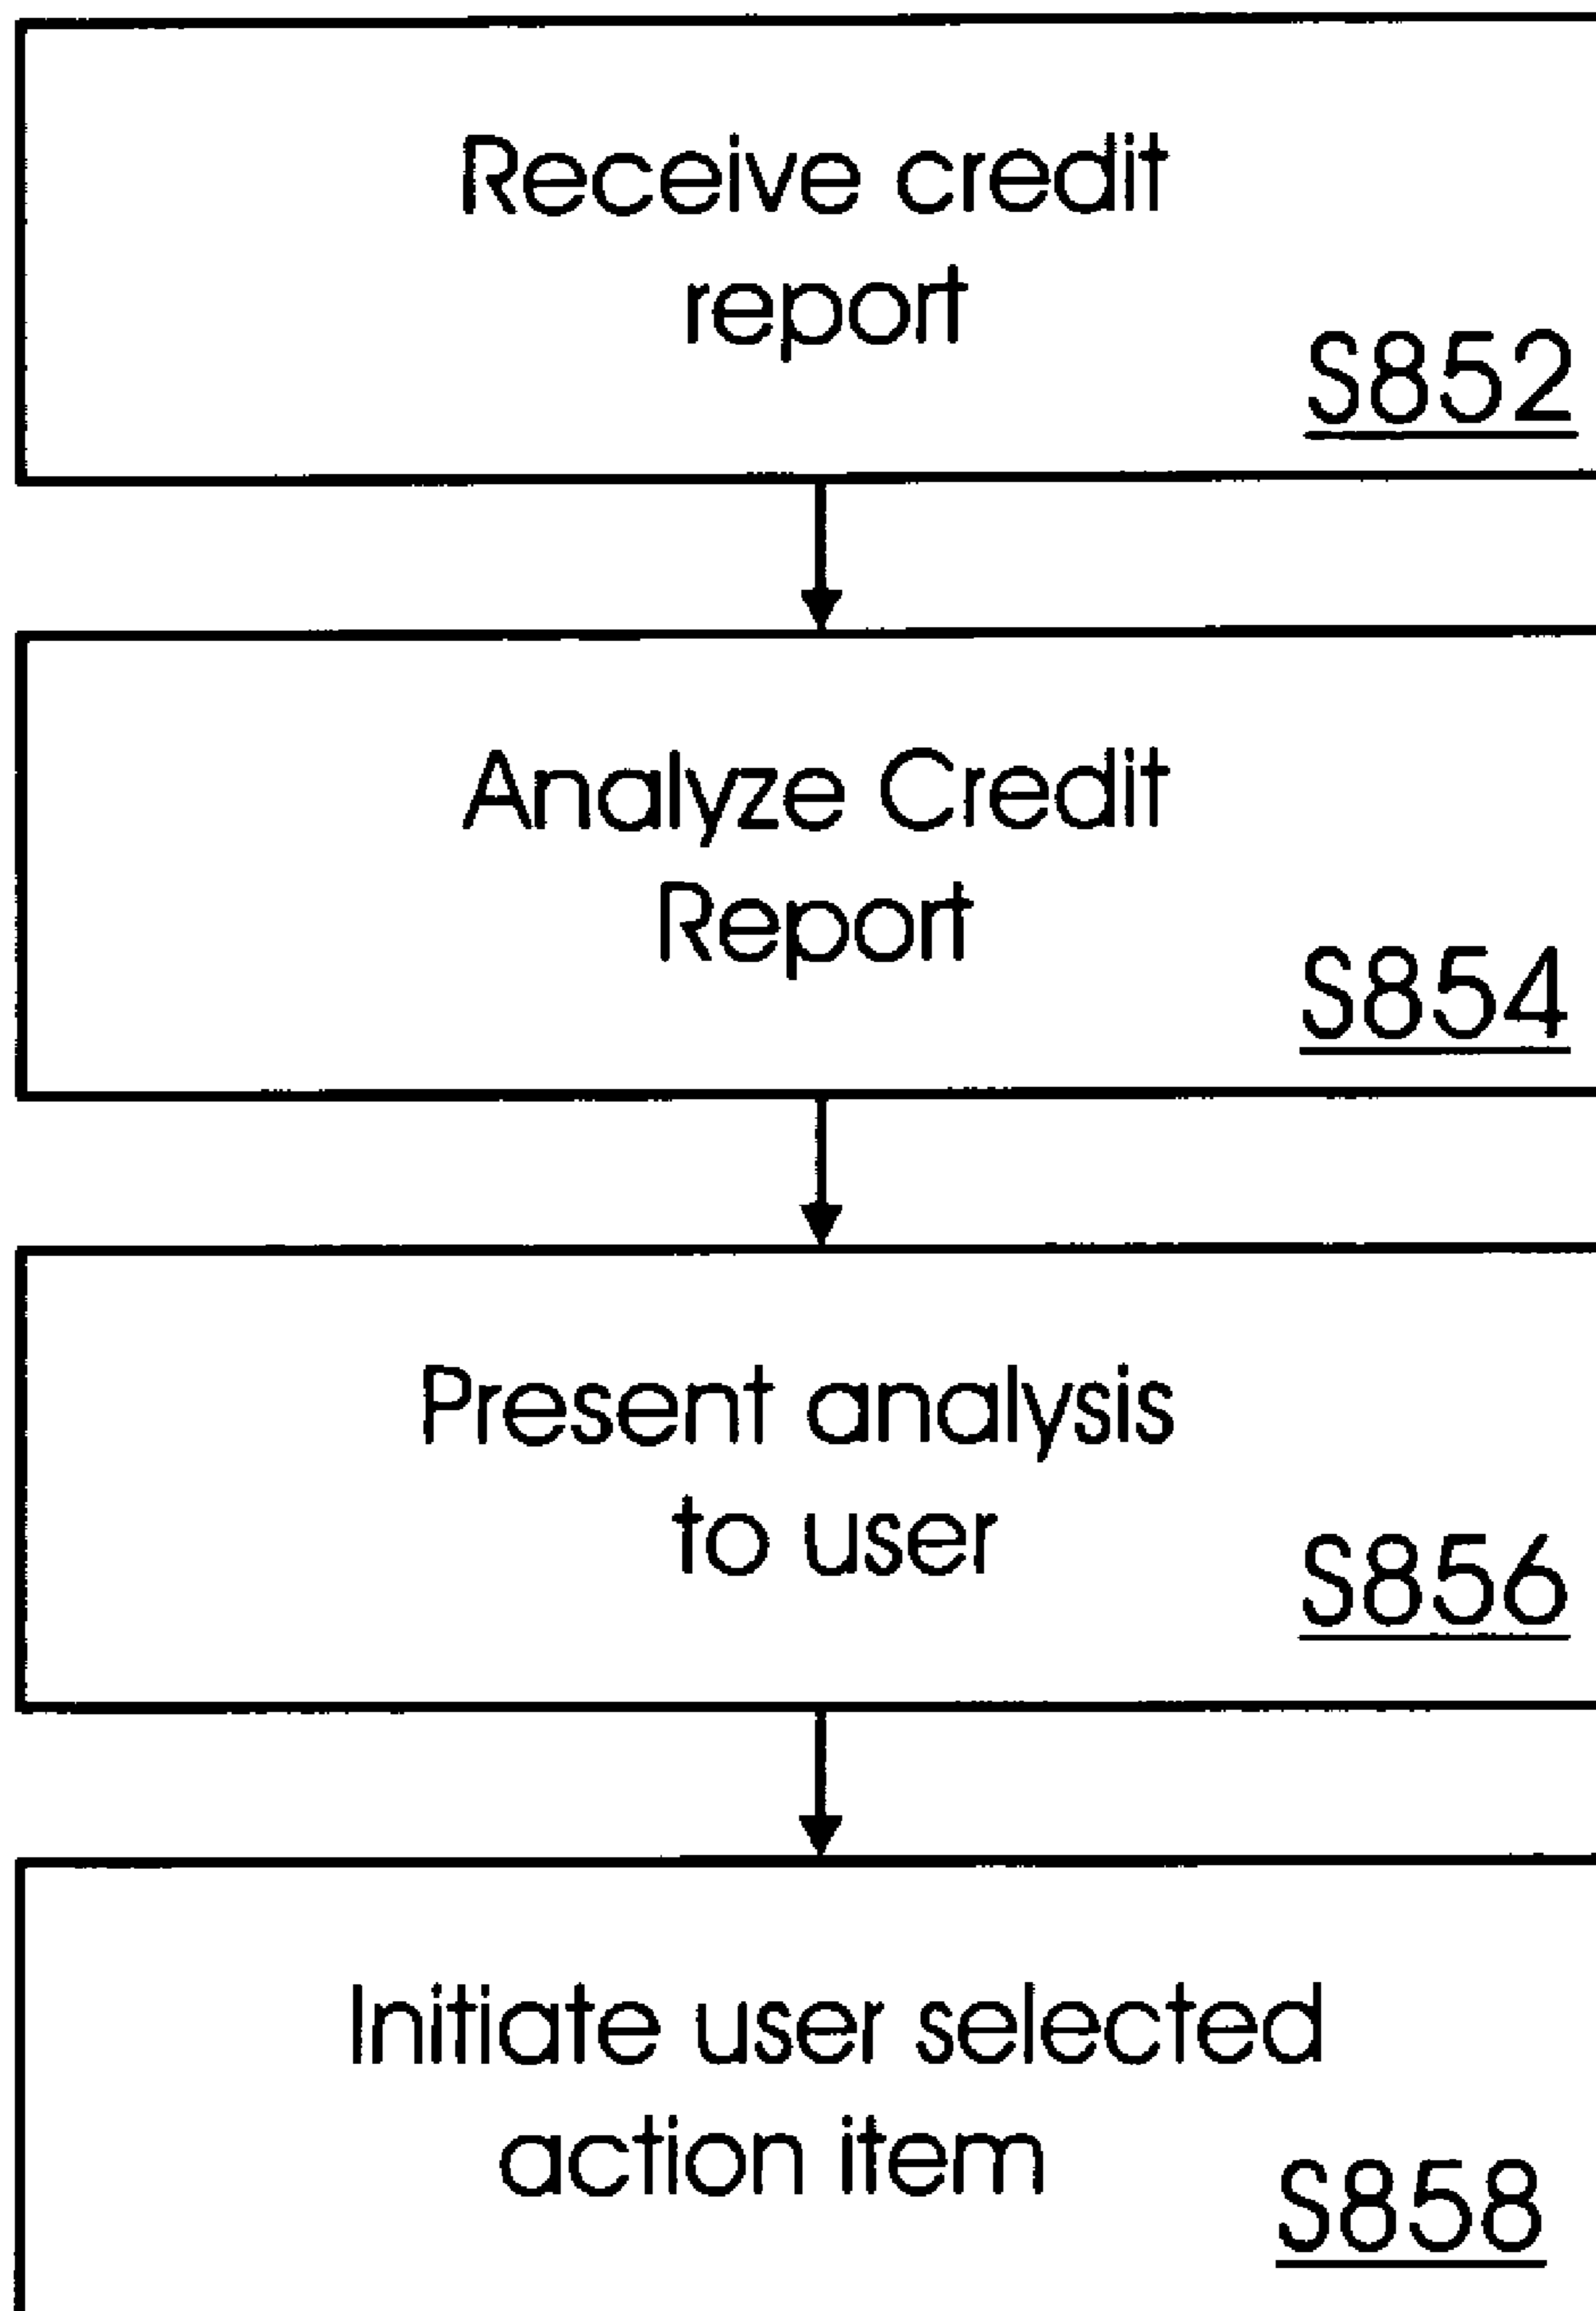 Receive credit
report
S852
Analyze Credit
Report
S854
Present analysis
to user
S856
Initiate user selected
action item
S858